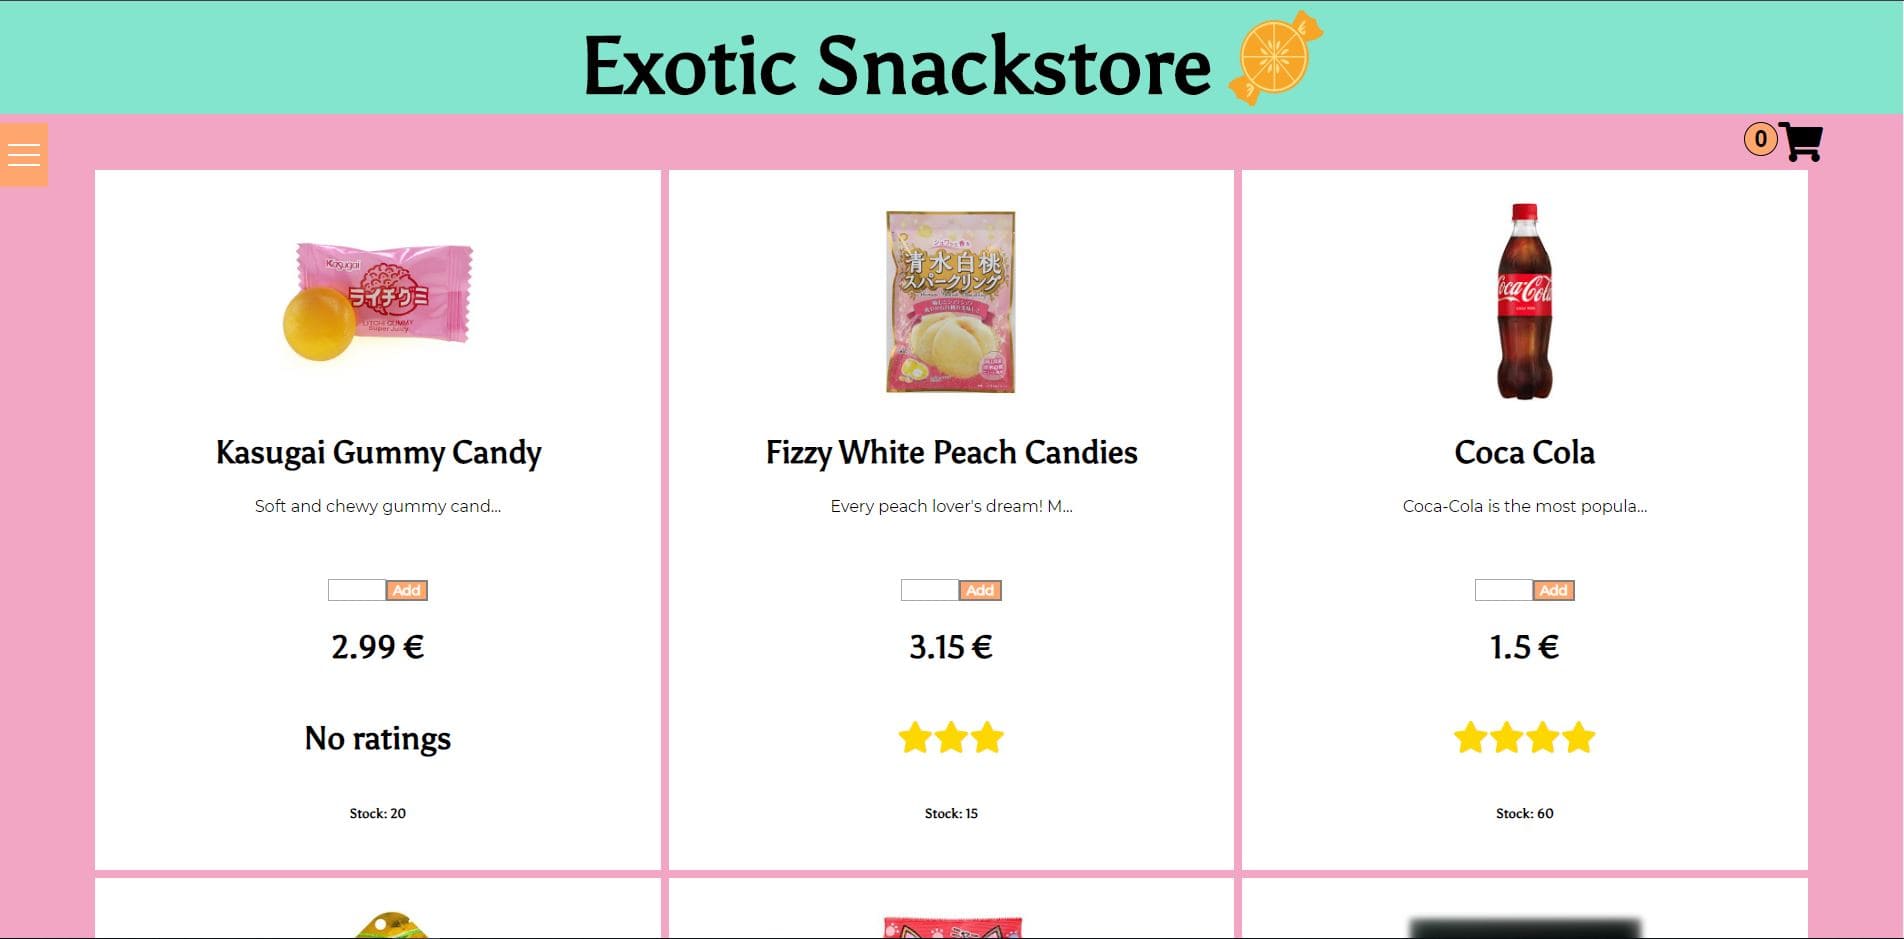 Exotic Snackstore
0
Kasugai
ライチグミ
LITCHI GUMMY
Super Juicy
清水白桃
スパークリング
Coca-Cola
Kasugai Gummy Candy
Fizzy White Peach Candies
Coca Cola
Soft and chewy gummy cand...
Every peach lover's dream! M...
Coca-Cola is the most popula...
Add
Add
Add
2.99 €
3.15 €
1.5 €
No ratings
Stock: 20
Stock: 15
Stock: 60